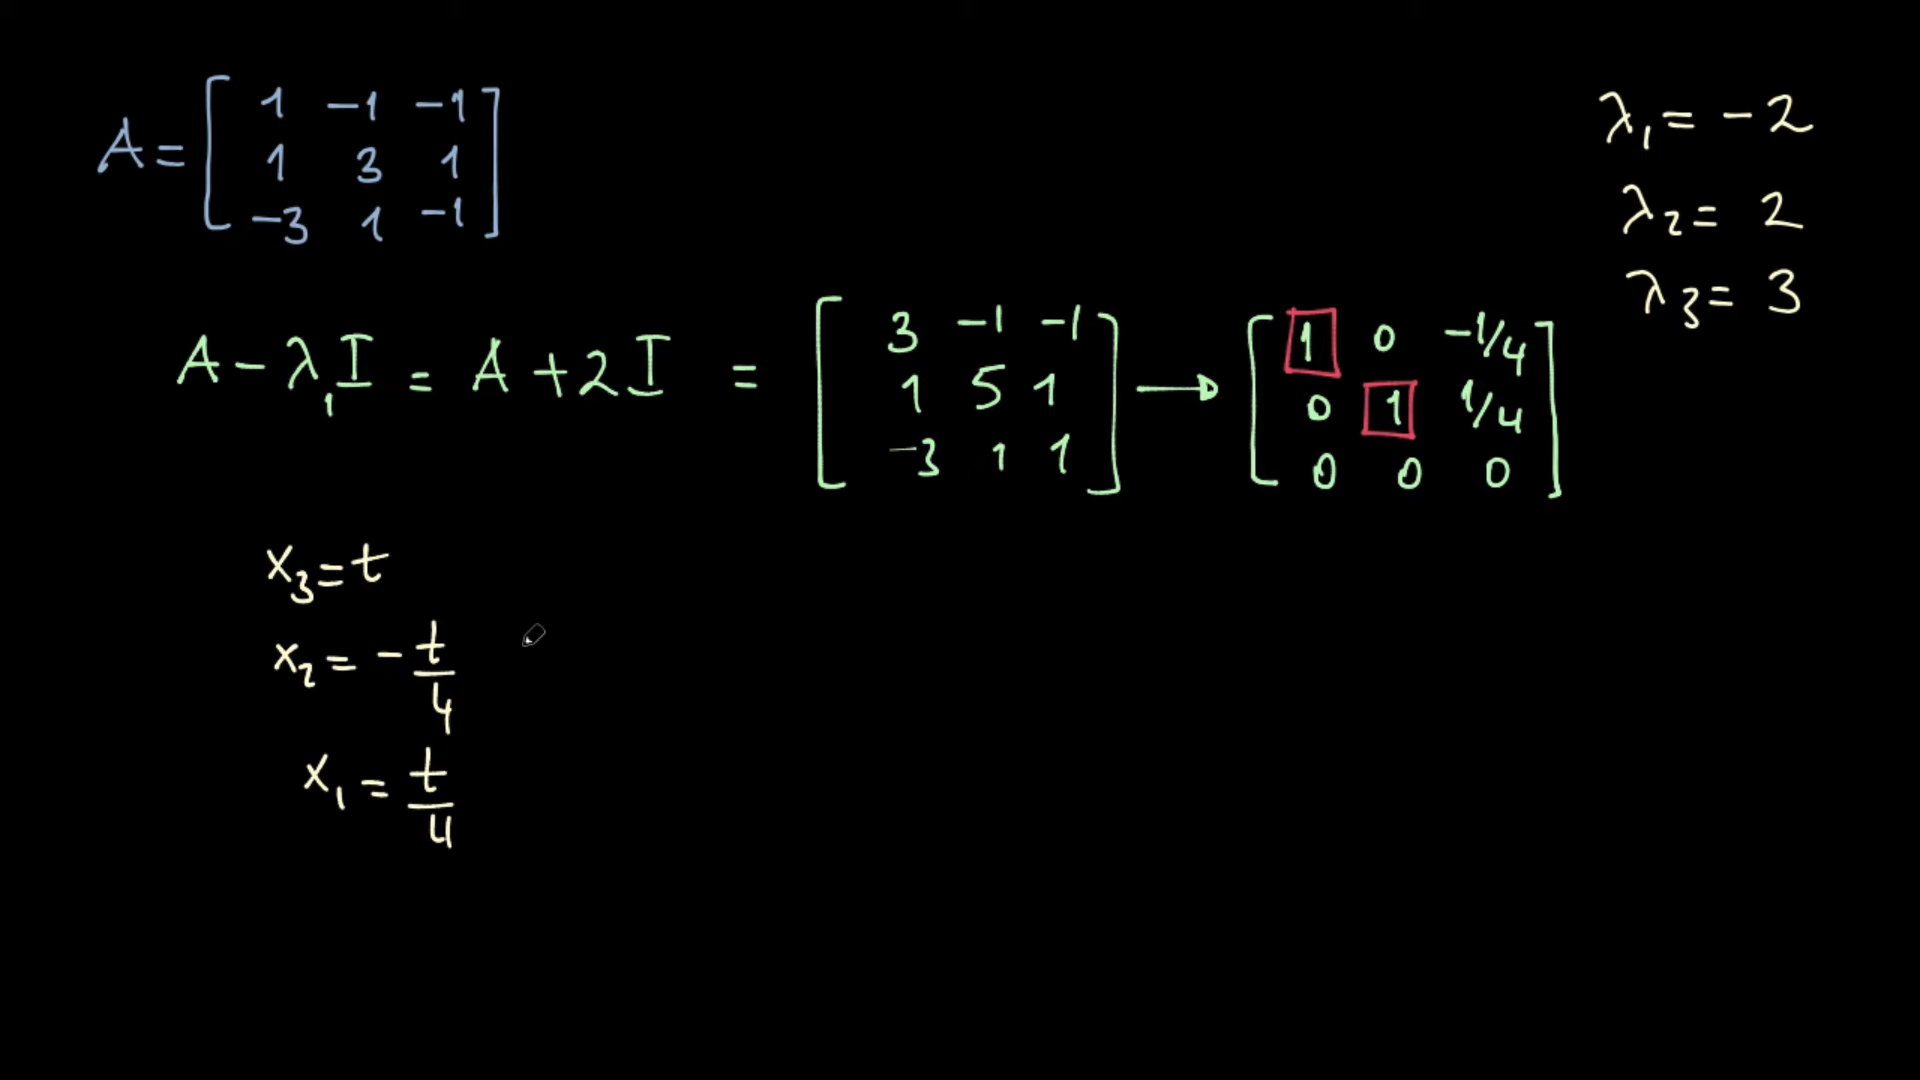 A = [ 1 -1 -1
1 3 1
-3 1 -1 ]
λ₁ = -2
λ₂ = 2
λ₃ = 3
A - λ₁I = A + 2I = [ 3 -1 -1
1 5 1
-3 1 1 ] → [ 1 0 -1/4
0 1 1/4
0 0 0 ]
x₃ = t
x₂ = - t/4
x₁ = t/4